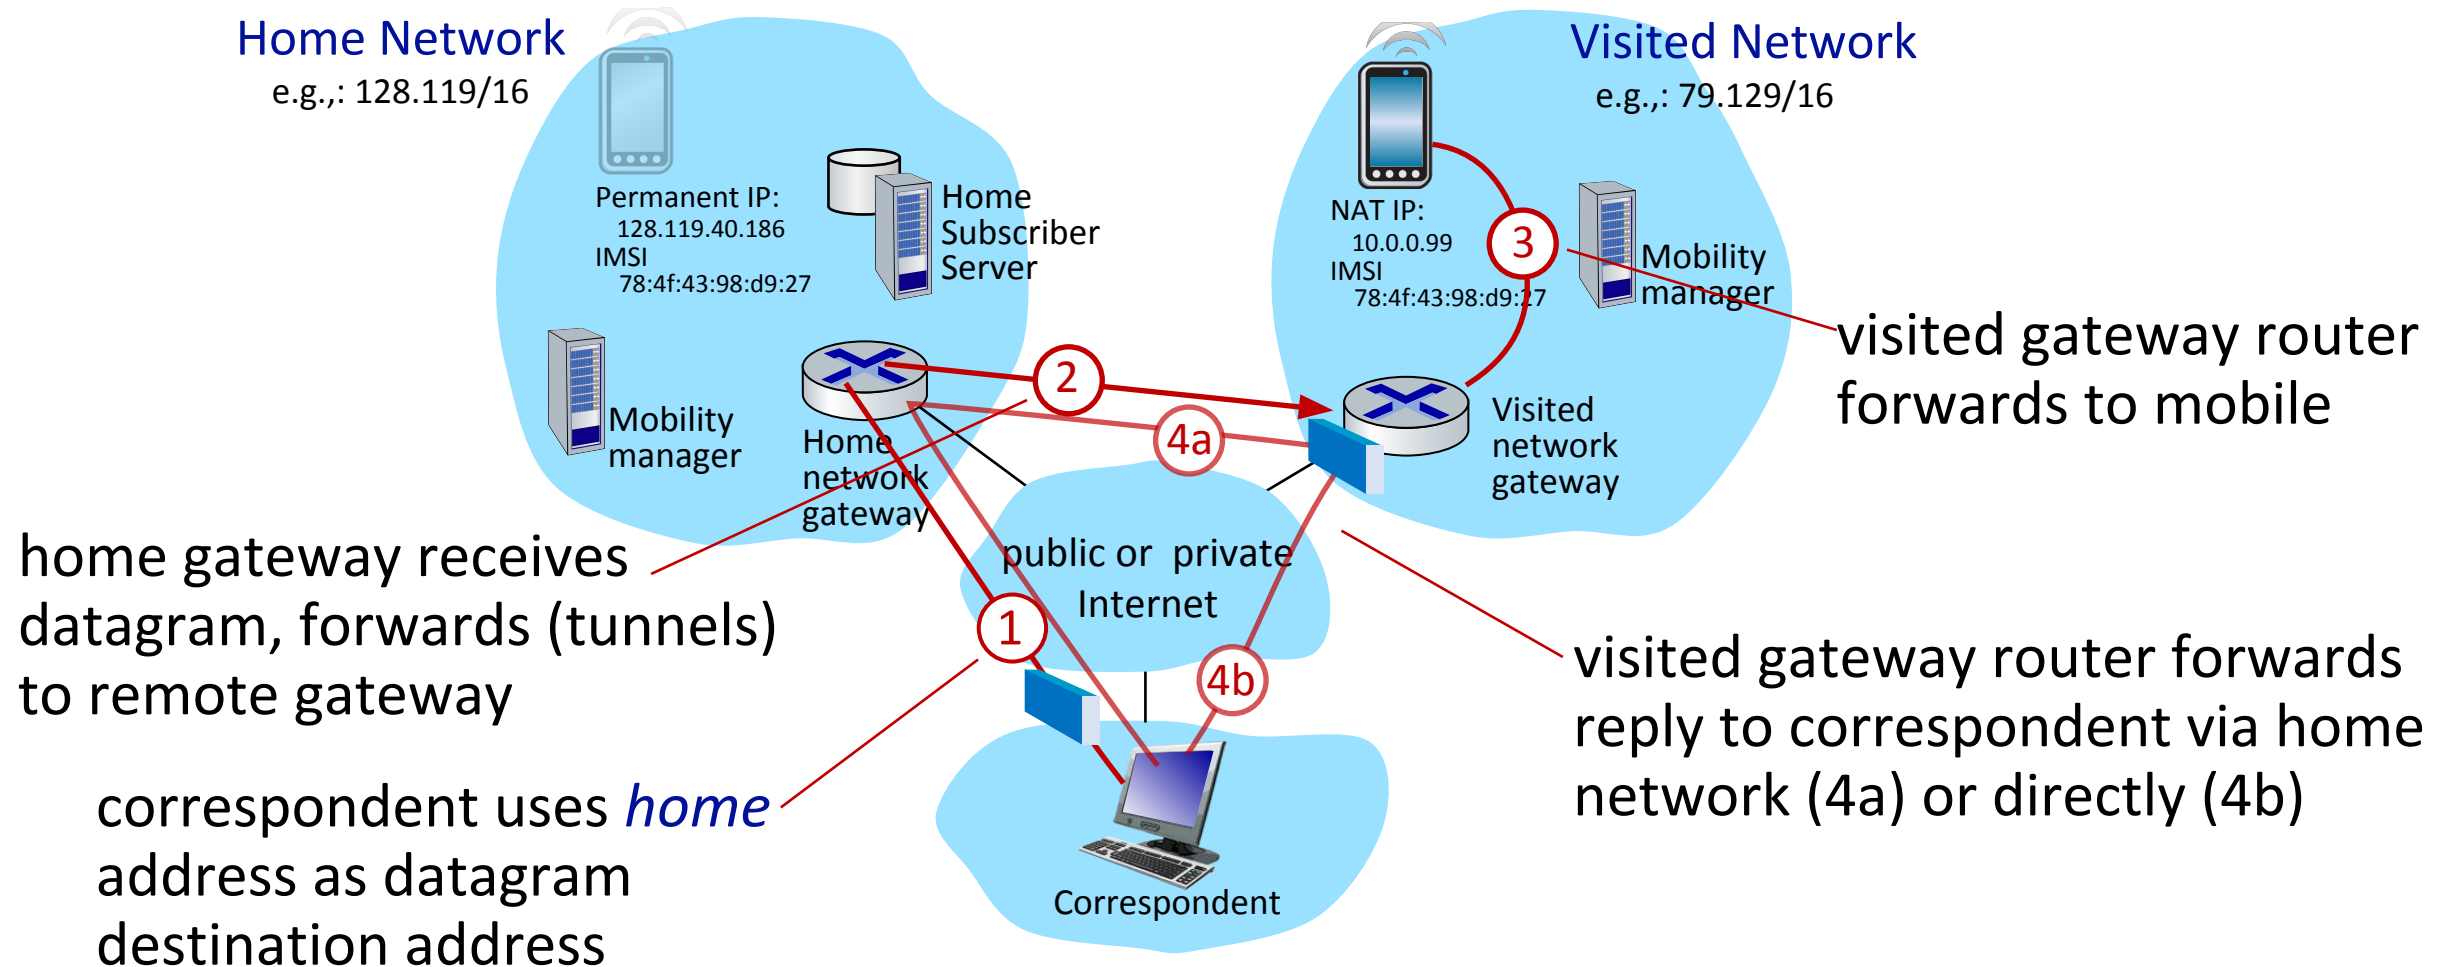 Home Network
e.g.,: 128.119/16
Visited Network
e.g.,: 79.129/16
Permanent IP:
128.119.40.186
IMSI
78:4f:43:98:d9:27
Home
Subscriber
Server
NAT IP:
10.0.0.99
IMSI
78:4f:43:98:d9:27
3
Mobility
manager
visited gateway router
forwards to mobile
2
4a
Mobility
manager
Home
network
gateway
Visited
network
gateway
home gateway receives
datagram, forwards (tunnels)
to remote gateway
public or private
Internet
1
4b
visited gateway router forwards
reply to correspondent via home
network (4a) or directly (4b)
correspondent uses home
address as datagram
destination address
Correspondent